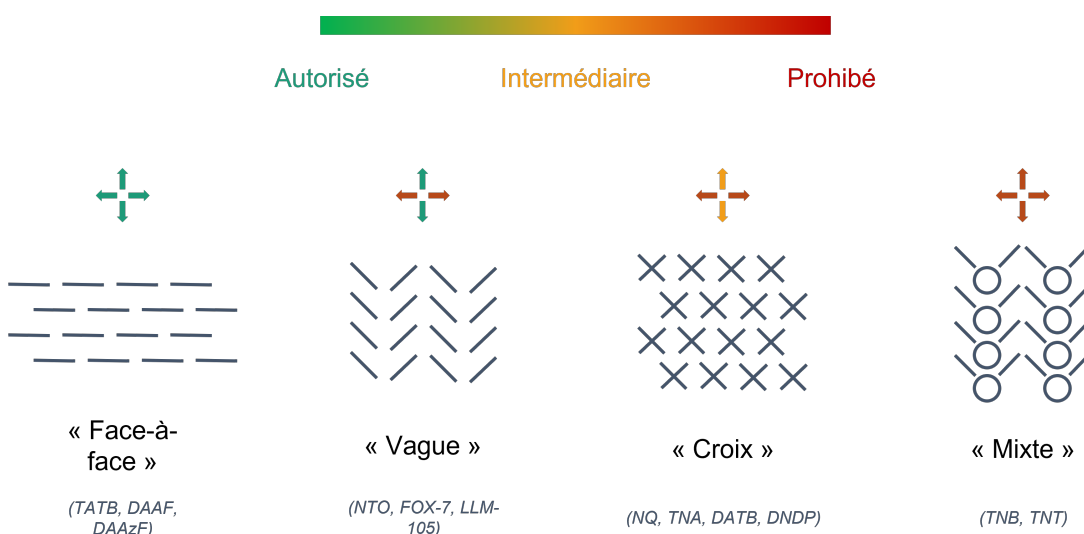 Autorisé
Intermédiaire
Prohibé
« Face-à-
face »
« Vague »
« Croix »
« Mixte »
(TATB, DAAF,
DAAzF)
(NTO, FOX-7, LLM-
105)
(NQ, TNA, DATB, DNDP)
(TNB, TNT)